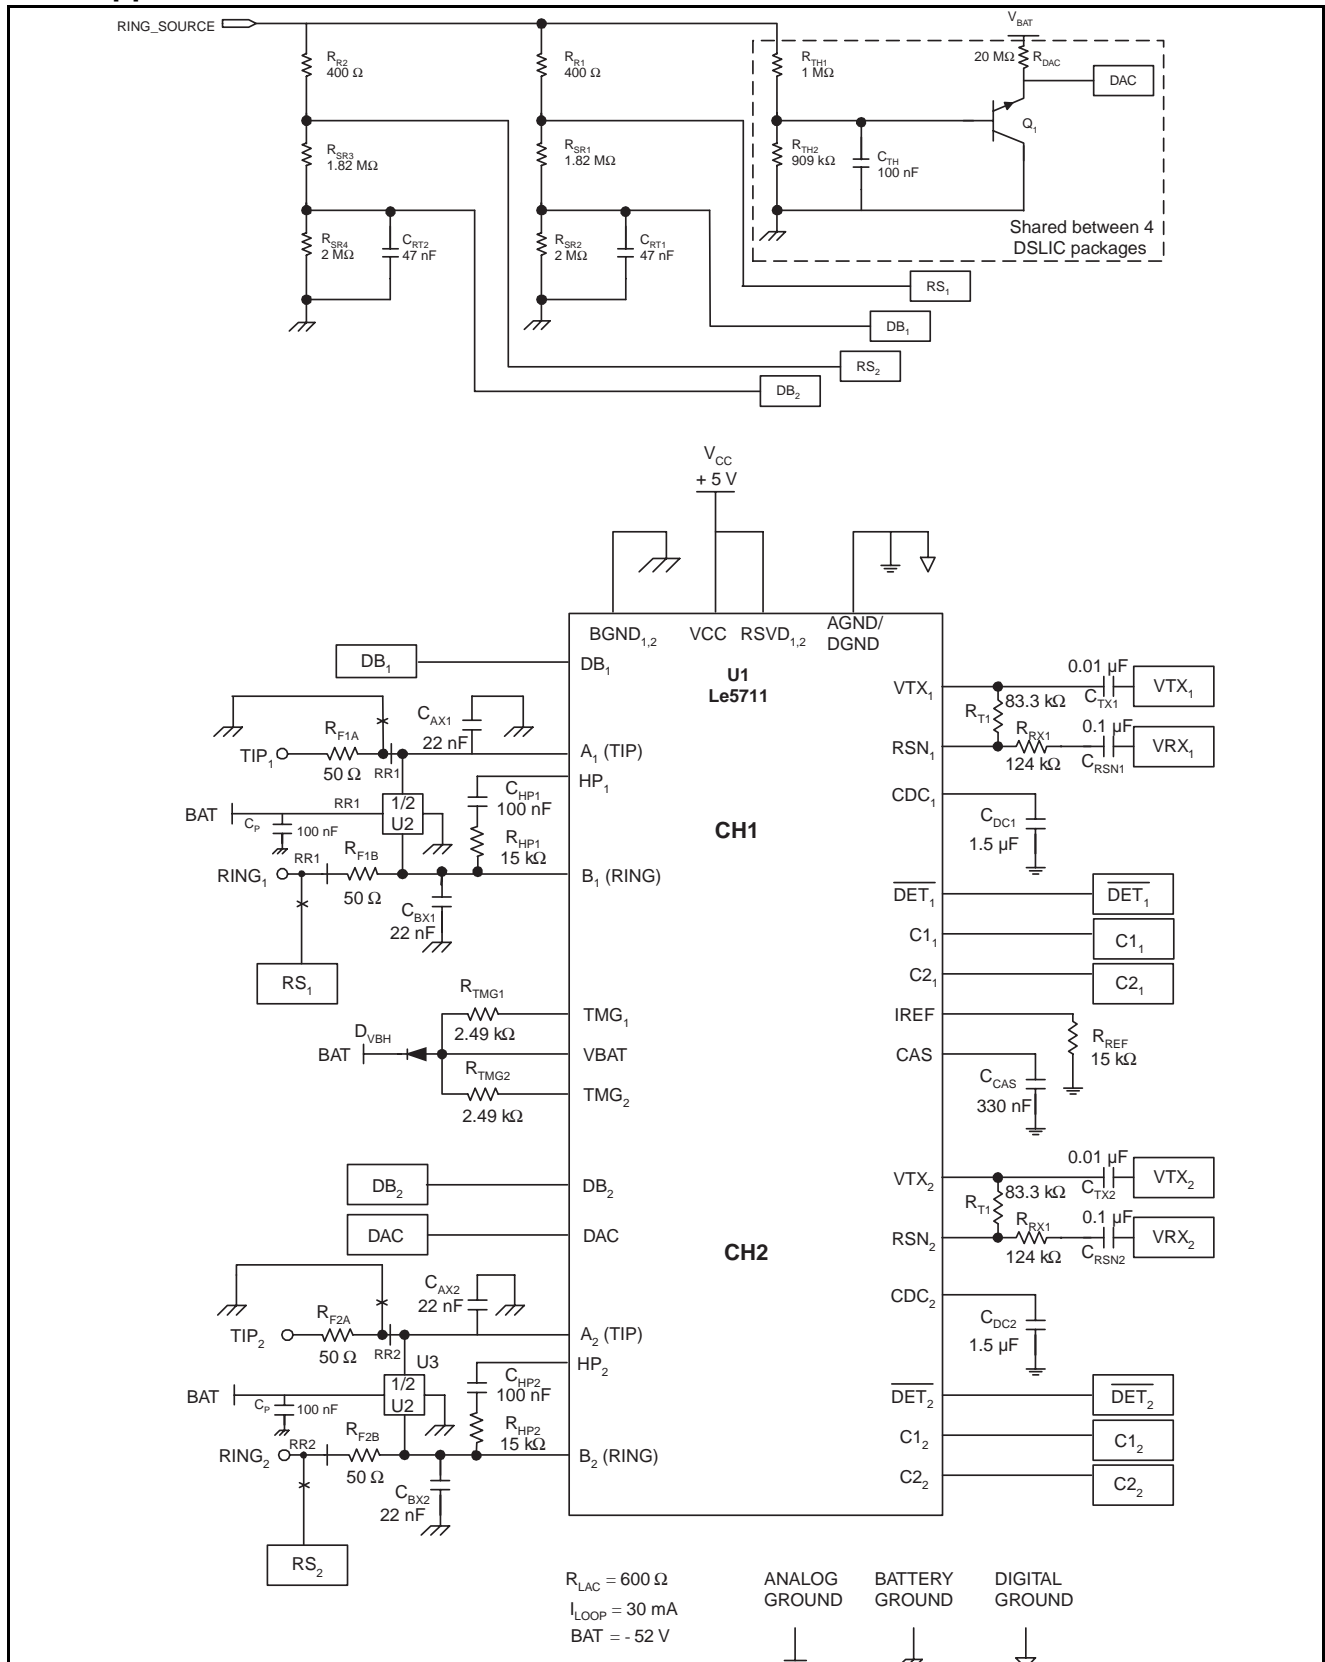 RING_SOURCE
V_BAT
R_R2
400 Ω
R_R1
400 Ω
R_TH1
1 MΩ
20 MΩ
R_DAC
DAC
Q_1
R_SR3
1.82 MΩ
R_SR1
1.82 MΩ
R_TH2
909 kΩ
C_TH
100 nF
R_SR4
2 MΩ
C_RT2
47 nF
R_SR2
2 MΩ
C_RT1
47 nF
Shared between 4
DSLIC packages
RS_1
DB_1
RS_2
DB_2
V_CC
+ 5 V
BGND_1,2
VCC
RSVD_1,2
AGND/
DGND
DB_1
DB_1
U1
Le5711
VTX_1
0.01 µF
C_TX1
VTX_1
R_T1
83.3 kΩ
R_RX1
124 kΩ
0.1 µF
C_RSN1
VRX_1
RSN_1
C_AX1
22 nF
R_F1A
50 Ω
TIP_1
RR1
A_1 (TIP)
HP_1
C_HP1
100 nF
R_HP1
15 kΩ
BAT
RR1
C_P
100 nF
1/2
U2
CH1
CDC_1
C_DC1
1.5 µF
RING_1
RR1
R_F1B
50 Ω
B_1 (RING)
C_BX1
22 nF
DET_1
DET_1
C1_1
C1_1
C2_1
C2_1
RS_1
R_TMG1
2.49 kΩ
TMG_1
IREF
R_REF
15 kΩ
D_VBH
BAT
VBAT
CAS
C_CAS
330 nF
R_TMG2
2.49 kΩ
TMG_2
DB_2
DB_2
DAC
DAC
CH2
VTX_2
0.01 µF
C_TX2
VTX_2
R_T1
83.3 kΩ
R_RX1
124 kΩ
0.1 µF
C_RSN2
VRX_2
RSN_2
C_AX2
22 nF
R_F2A
50 Ω
TIP_2
RR2
A_2 (TIP)
HP_2
U3
1/2
U2
C_HP2
100 nF
R_HP2
15 kΩ
BAT
C_P
100 nF
CDC_2
C_DC2
1.5 µF
RING_2
RR2
R_F2B
50 Ω
B_2 (RING)
C_BX2
22 nF
DET_2
DET_2
C1_2
C1_2
C2_2
C2_2
RS_2
R_LAC = 600 Ω
I_LOOP = 30 mA
BAT = - 52 V
ANALOG
GROUND
BATTERY
GROUND
DIGITAL
GROUND